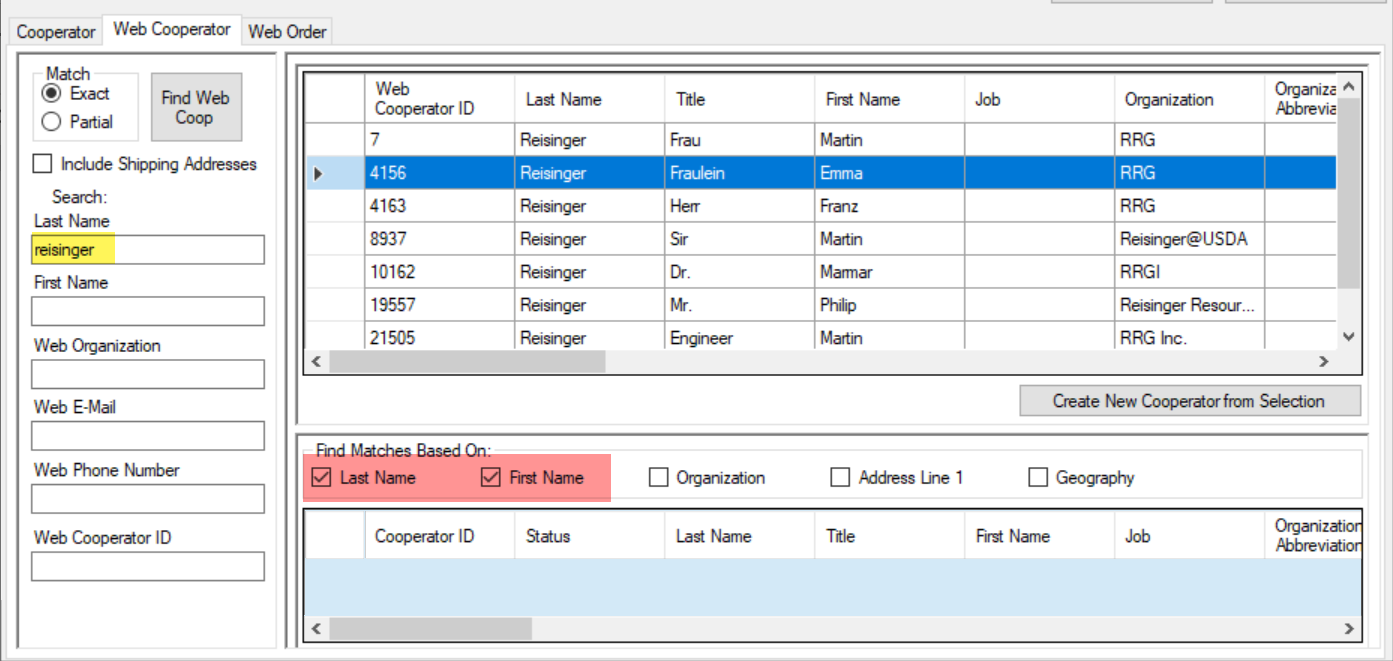 Cooperator Web Cooperator Web Order
Match
Exact
Partial
Find Web
Coop
Include Shipping Addresses
Search:
Last Name
reisinger
First Name
Web Organization
Web E-Mail
Web Phone Number
Web Cooperator ID
Web
Cooperator ID Last Name Title First Name Job Organization Organiza
Abbrevia
7 Reisinger Frau Martin RRG
4156 Reisinger Fraulein Emma RRG
4163 Reisinger Herr Franz RRG
8937 Reisinger Sir Martin Reisinger@USDA
10162 Reisinger Dr. Marmar RRGI
19557 Reisinger Mr. Philip Reisinger Resour...
21505 Reisinger Engineer Martin RRG Inc.
Create New Cooperator from Selection
Find Matches Based On:
Last Name First Name Organization Address Line 1 Geography
Cooperator ID Status Last Name Title First Name Job Organization
Abbreviation